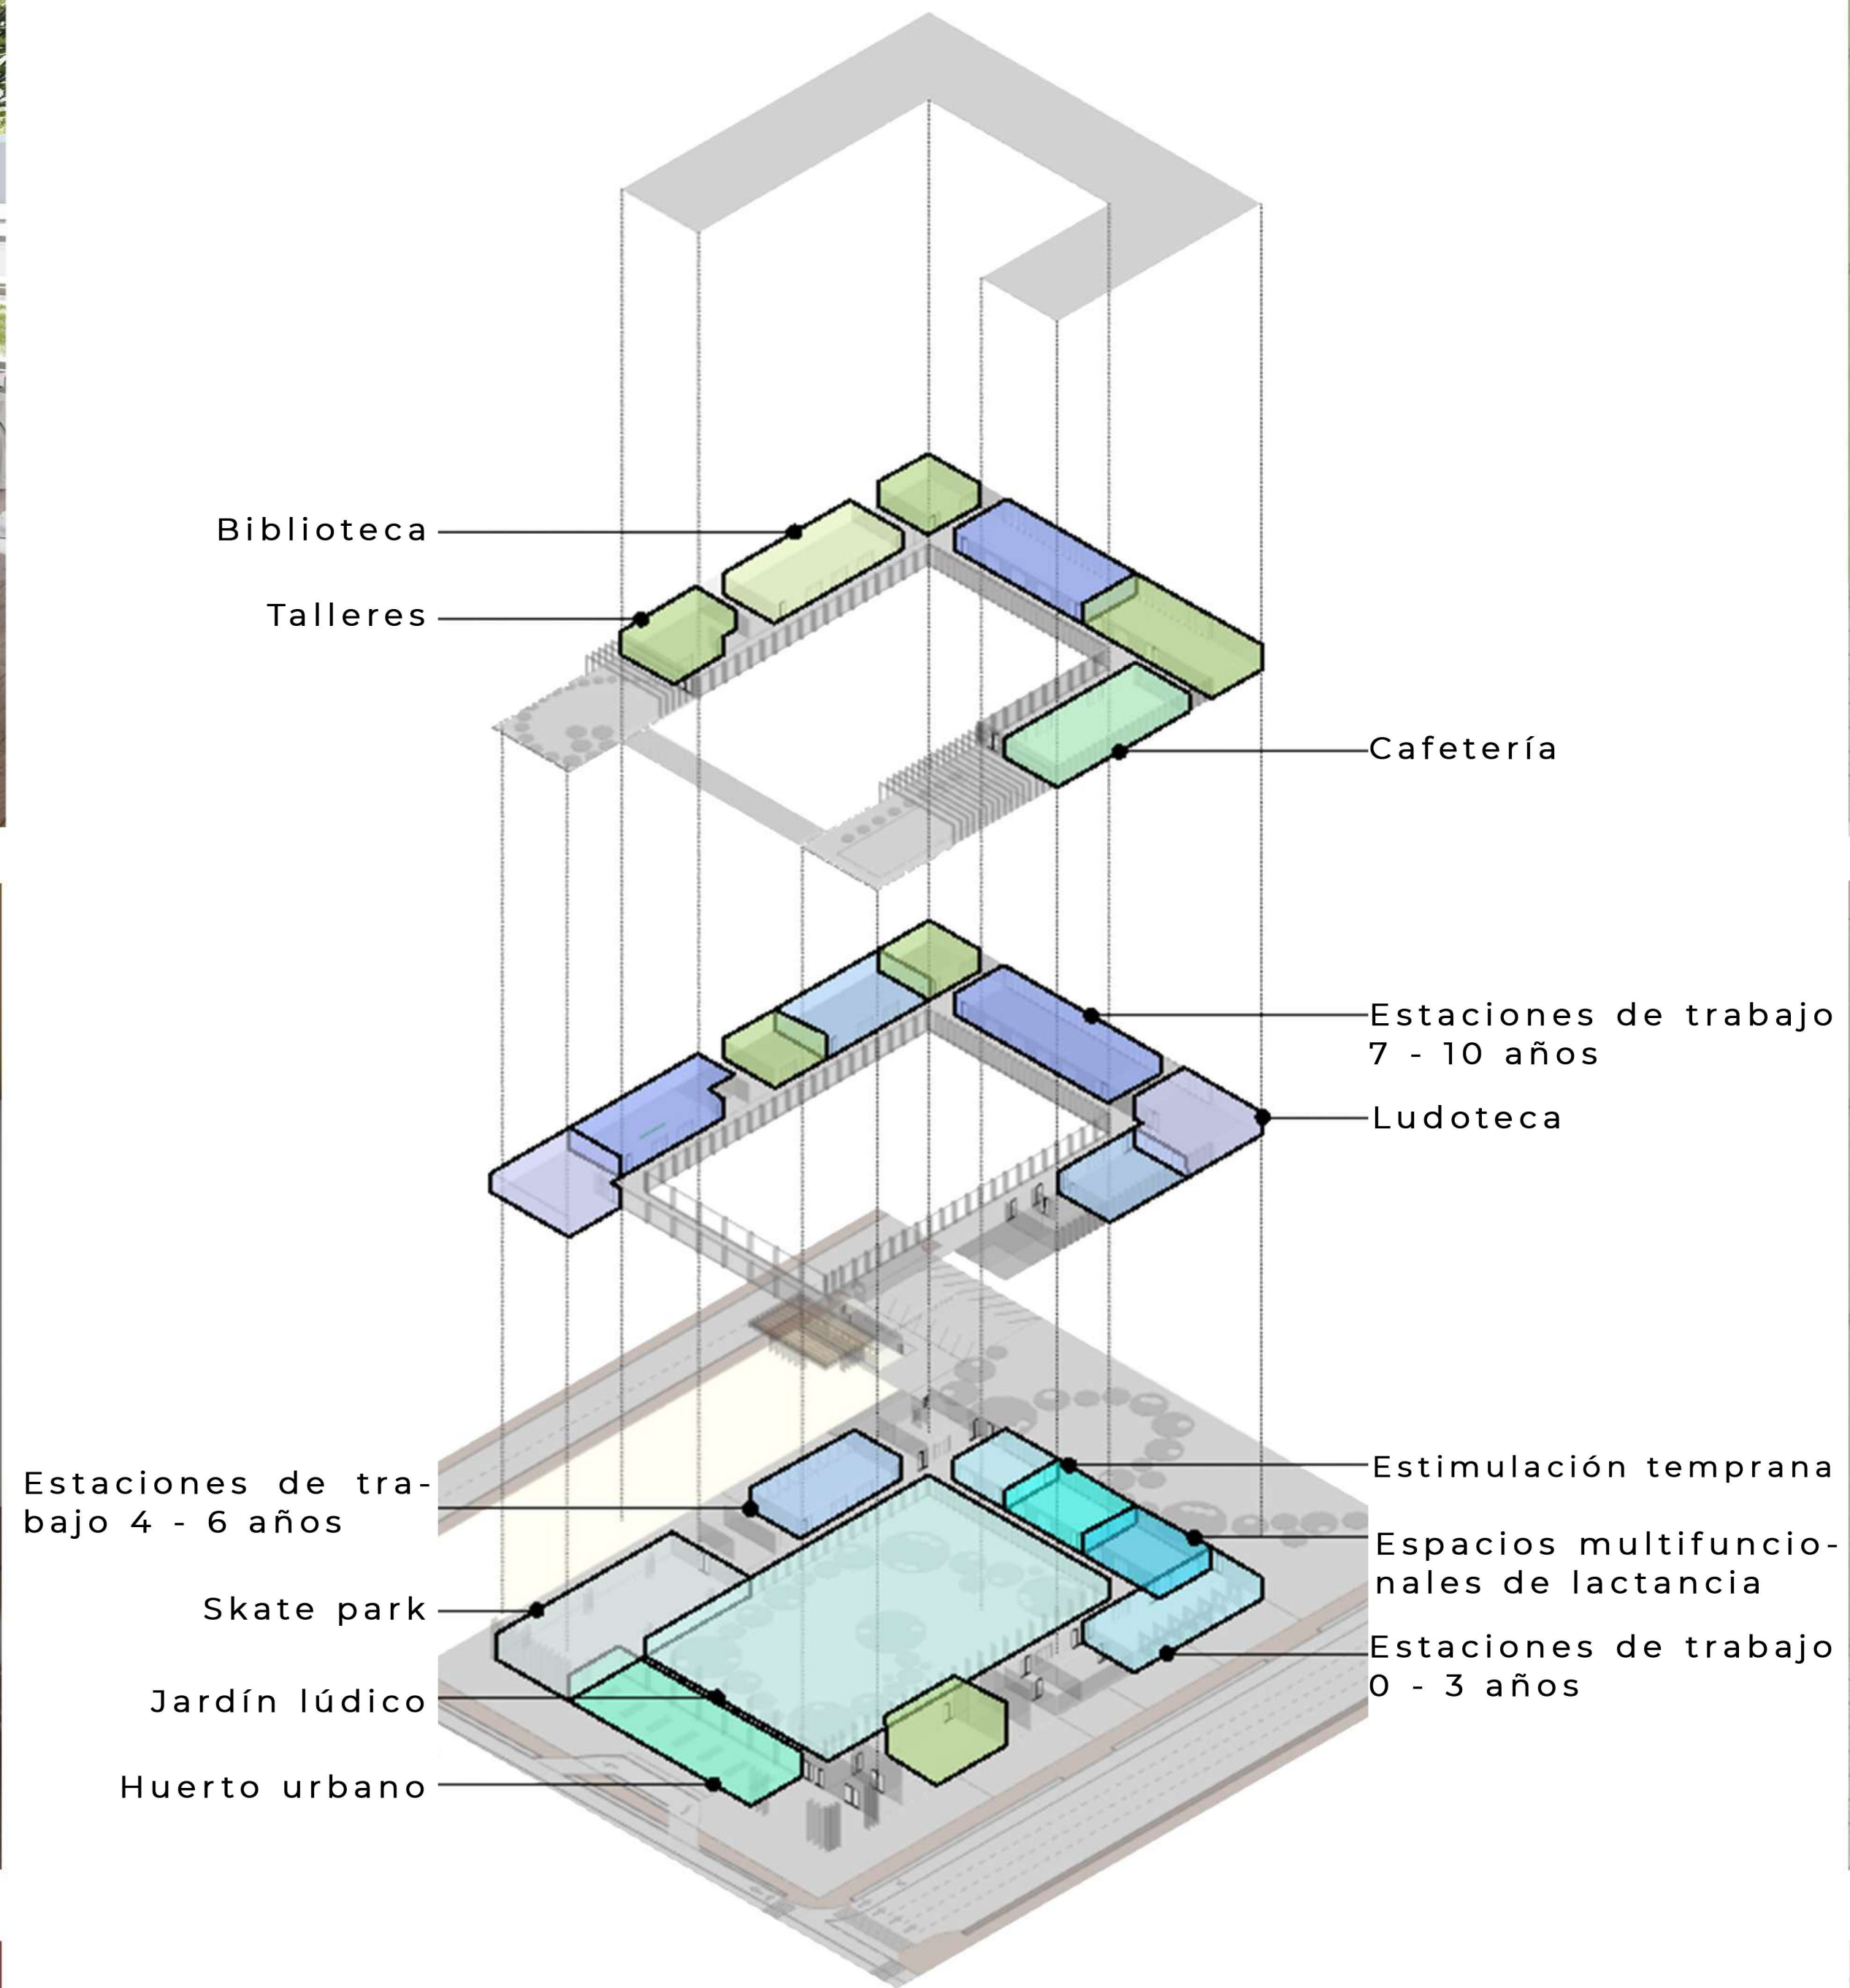 Biblioteca
Talleres
Cafetería
Estaciones de trabajo
7 - 10 años
Ludoteca
Estaciones de tra-
bajo 4 - 6 años
Skate park
Jardín lúdico
Huerto urbano
Estimulación temprana
Espacios multifuncio-
nales de lactancia
Estaciones de trabajo
0 - 3 años